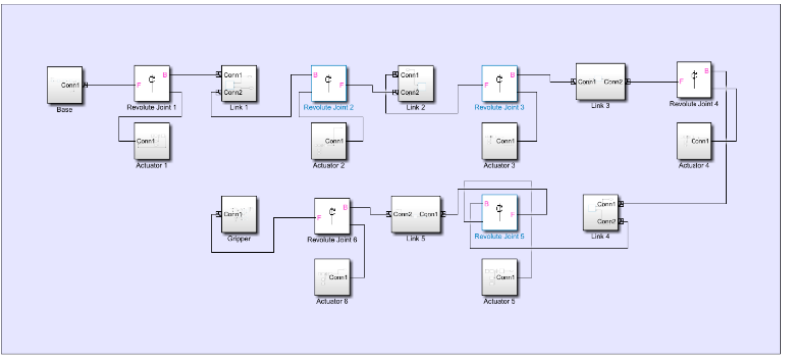 Conn1
Base
B
F
Revolute Joint 1
Conn1
Actuator 1
Conn1
Conn2
Link 1
B
F
Revolute Joint 2
Conn1
Actuator 2
Conn1
Conn2
Link 2
B
F
Revolute Joint 3
Conn1
Actuator 3
Conn1 Conn2
Link 3
B
F
Revolute Joint 4
Conn1
Actuator 4
Conn1
Gripper
B
F
Revolute Joint 6
Conn1
Actuator 6
Conn2 Conn1
Link 5
B
F
Revolute Joint 5
Conn1
Actuator 5
Conn1
Conn2
Link 4